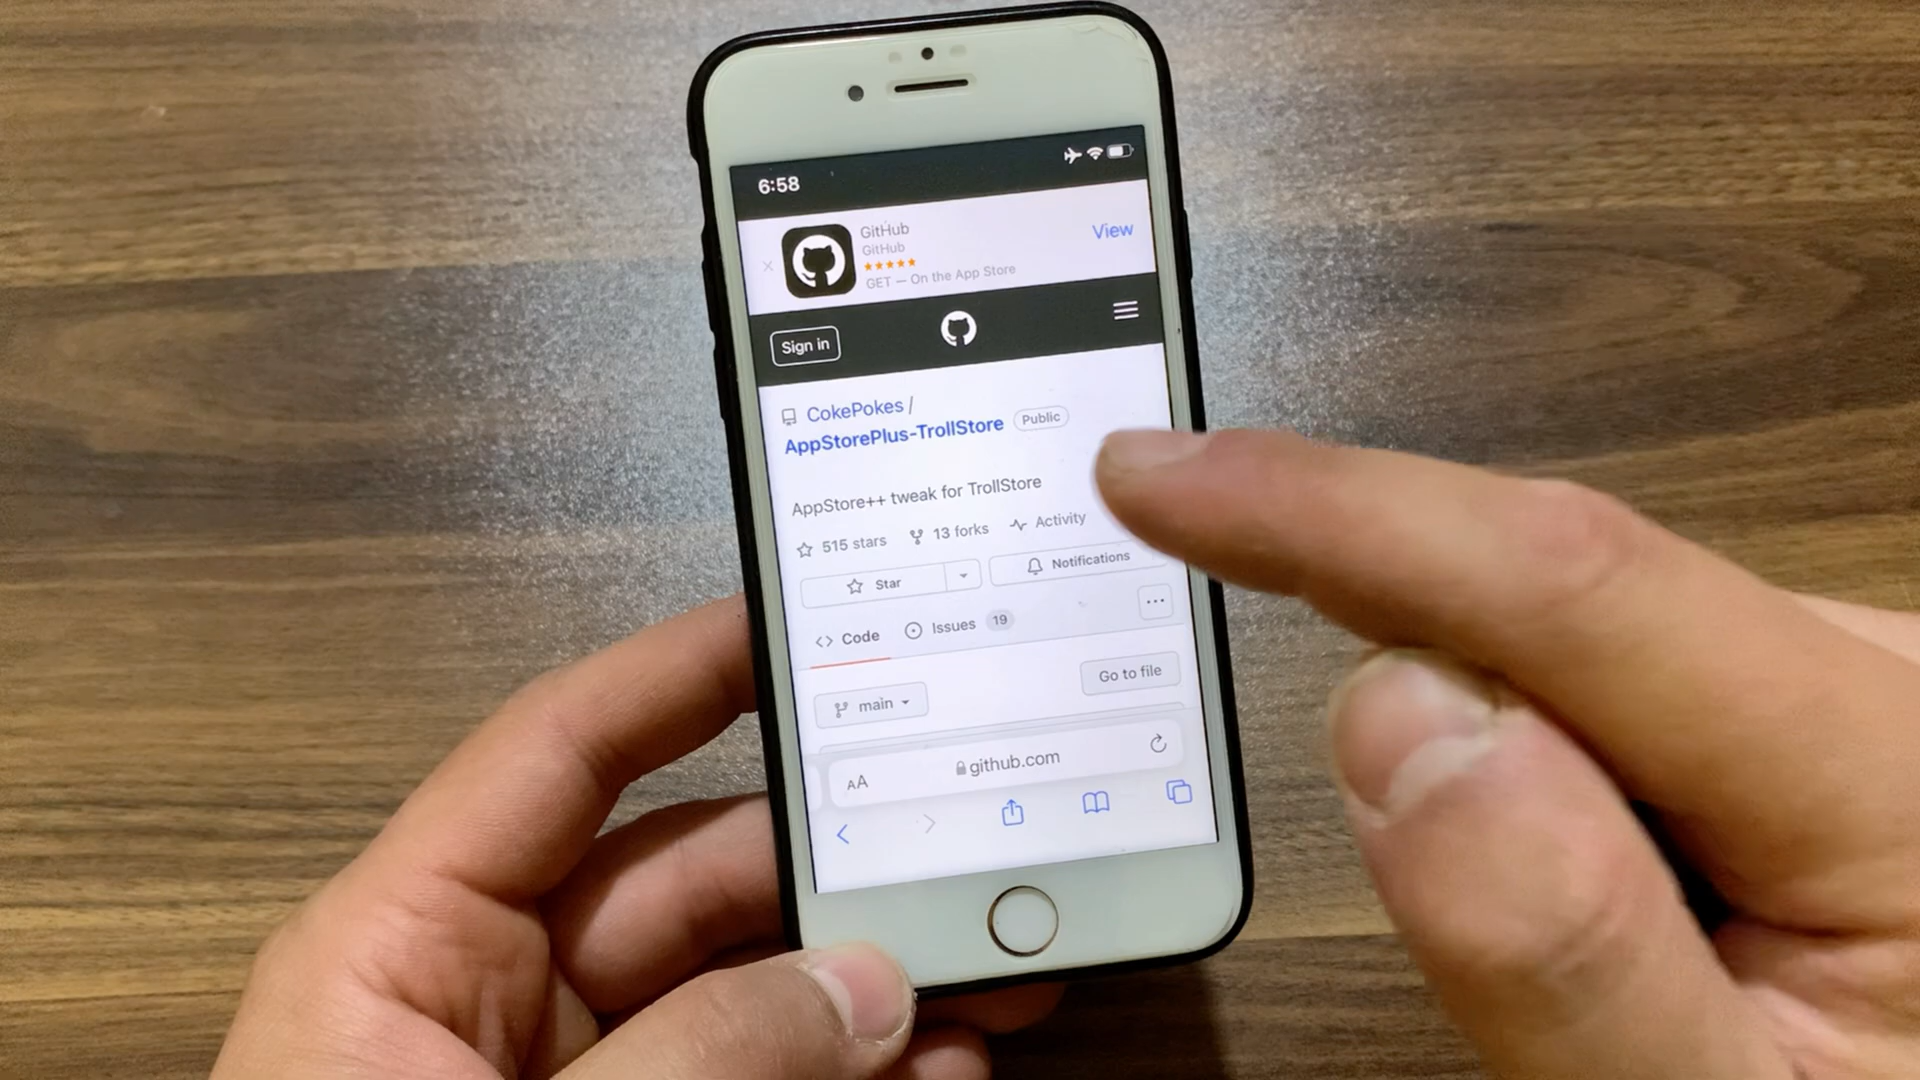 6:58
GitHub
GitHub
GET — On the App Store
View
Sign in
CokePokes /
AppStorePlus-TrollStore Public
AppStore++ tweak for TrollStore
515 stars 13 forks Activity
Star Notifications
Code Issues 19
main Go to file
AA github.com